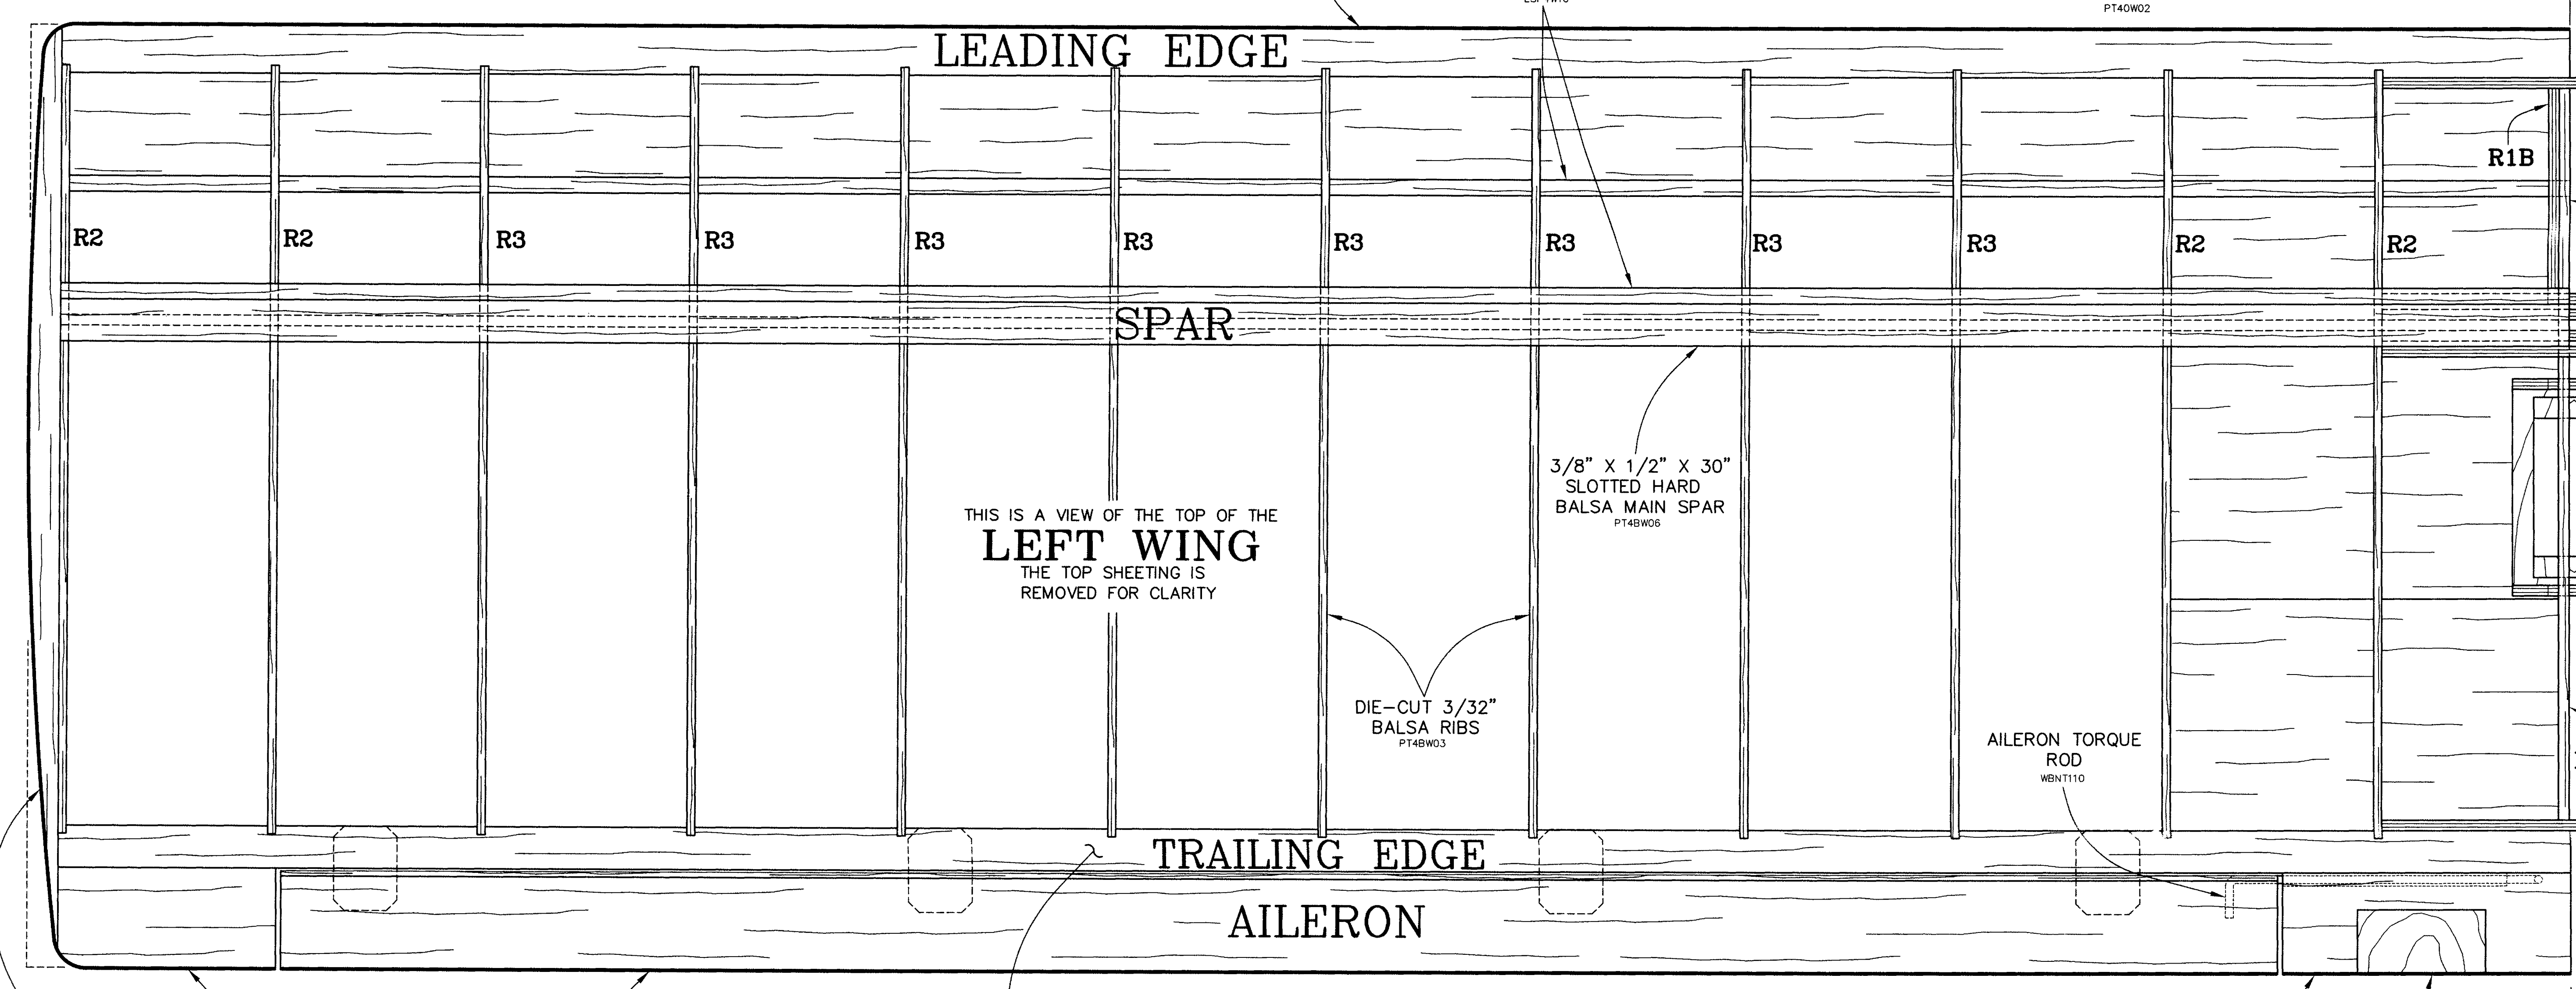 PT40W02
LEADING EDGE
R1B
R2
R2
R3
R3
R3
R3
R3
R3
R3
R3
R2
R2
SPAR
3/8” X 1/2” X 30”
SLOTTED HARD
BALSA MAIN SPAR
PT4BW06
THIS IS A VIEW OF THE TOP OF THE
LEFT WING
THE TOP SHEETING IS
REMOVED FOR CLARITY
DIE-CUT 3/32”
BALSA RIBS
PT4BW03
AILERON TORQUE
ROD
WBNT110
TRAILING EDGE
AILERON